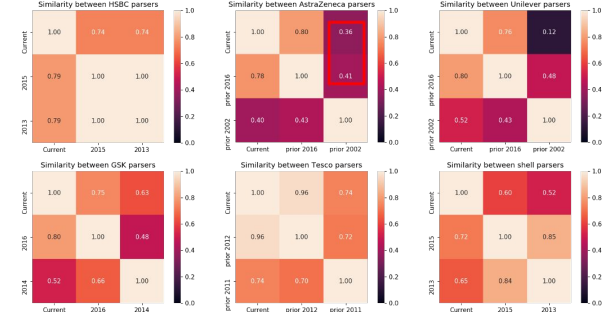 Similarity between HSBC parsers
Current
2015
2013
1.00 0.74 0.74
0.79 1.00 1.00
0.79 1.00 1.00
Current 2015 2013
1.0
0.8
0.6
0.4
0.2
0.0
Similarity between AstraZeneca parsers
Current
prior 2016
prior 2002
1.00 0.80 0.36
0.78 1.00 0.41
0.40 0.43 1.00
Current prior 2016 prior 2002
1.0
0.8
0.6
0.4
0.2
0.0
Similarity between Unilever parsers
Current
prior 2016
prior 2002
1.00 0.76 0.12
0.80 1.00 0.48
0.52 0.43 1.00
Current prior 2016 prior 2002
1.0
0.8
0.6
0.4
0.2
0.0
Similarity between GSK parsers
Current
2016
2014
1.00 0.75 0.63
0.80 1.00 0.48
0.52 0.66 1.00
Current 2016 2014
1.0
0.8
0.6
0.4
0.2
0.0
Similarity between Tesco parsers
Current
prior 2012
prior 2011
1.00 0.96 0.74
0.96 1.00 0.72
0.74 0.70 1.00
Current prior 2012 prior 2011
1.0
0.8
0.6
0.4
0.2
0.0
Similarity between shell parsers
Current
2015
2013
1.00 0.60 0.52
0.72 1.00 0.85
0.65 0.84 1.00
Current 2015 2013
1.0
0.8
0.6
0.4
0.2
0.0